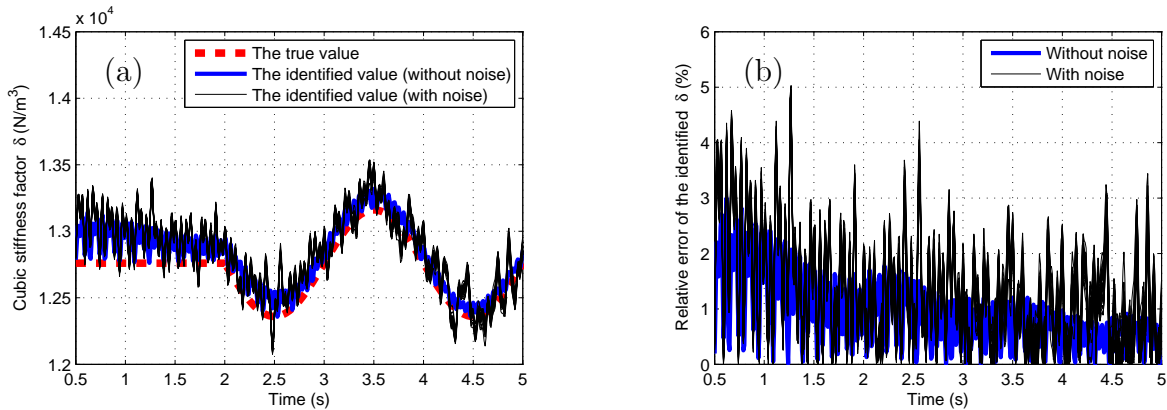 x 10⁴
1.45
1.4
1.35
1.3
1.25
1.2
0.5 1 1.5 2 2.5 3 3.5 4 4.5 5
Time (s)
Cubic stiffness factor δ (N/m³)
(a)
The true value
The identified value (without noise)
The identified value (with noise)
6
5
4
3
2
1
0
0.5 1 1.5 2 2.5 3 3.5 4 4.5 5
Time (s)
Relative error of the identified δ (%)
(b)
Without noise
With noise